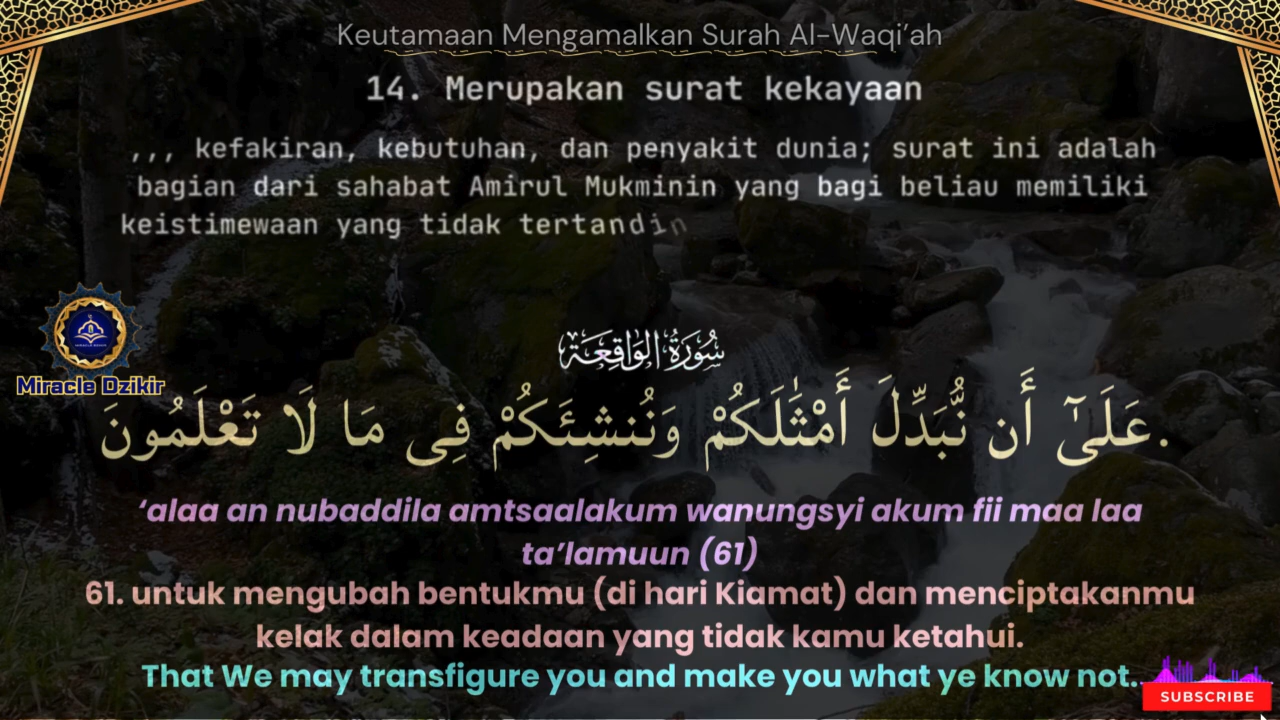 Keutamaan Mengamalkan Surah Al-Waqi'ah
14. Merupakan surat kekayaan
,,, kefakiran, kebutuhan, dan penyakit dunia; surat ini adalah
bagian dari sahabat Amirul Mukminin yang bagi beliau memiliki
keistimewaan yang tidak tertandin
سُورَةُ الوَاقِعَة
Miracle Dzikir
عَلَىٰٓ أَن نُّبَدِّلَ أَمْثَٰلَكُمْ وَنُنشِئَكُمْ فِى مَا لَا تَعْلَمُونَ.
‘alaa an nubaddila amtsaalakum wanungsyi akum fii maa laa
ta’lamuun (61)
61. untuk mengubah bentukmu (di hari Kiamat) dan menciptakanmu
kelak dalam keadaan yang tidak kamu ketahui.
That We may transfigure you and make you what ye know not..
SUBSCRIBE